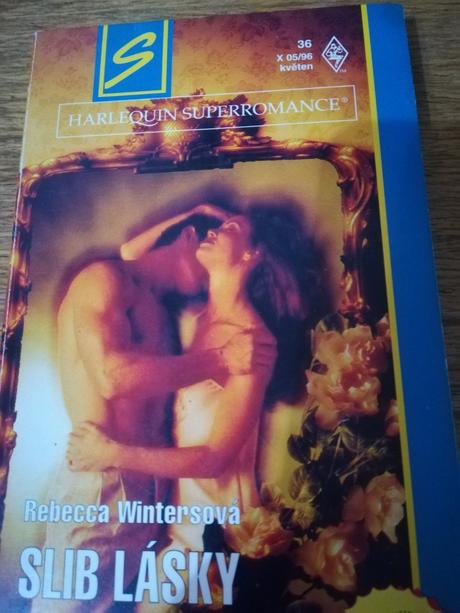 S
36
X 05/96
květen
HARLEQUIN SUPERROMANCE®
Rebecca Wintersová
SLIB LÁSKY